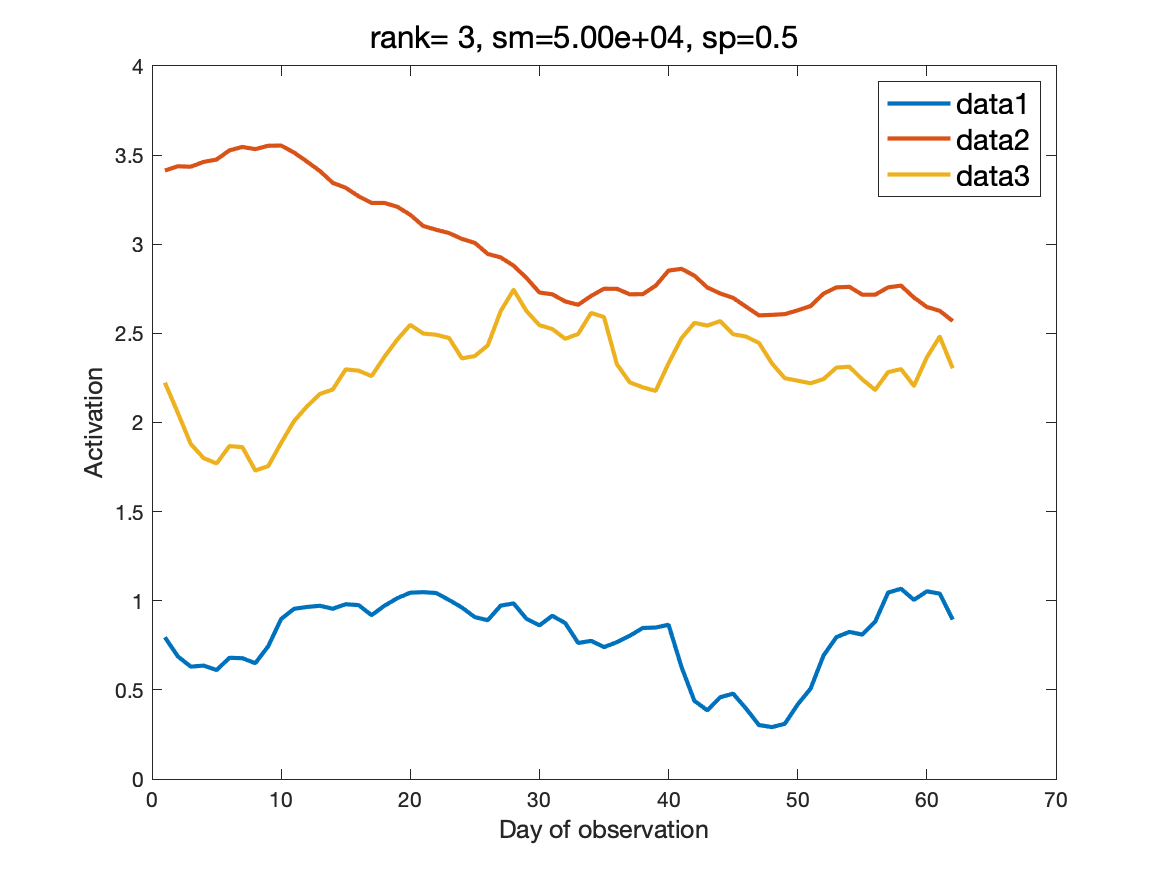 rank= 3, sm=5.00e+04, sp=0.5
data1
data2
data3
4
3.5
3
2.5
2
1.5
1
0.5
0
Activation
0 10 20 30 40 50 60 70
Day of observation